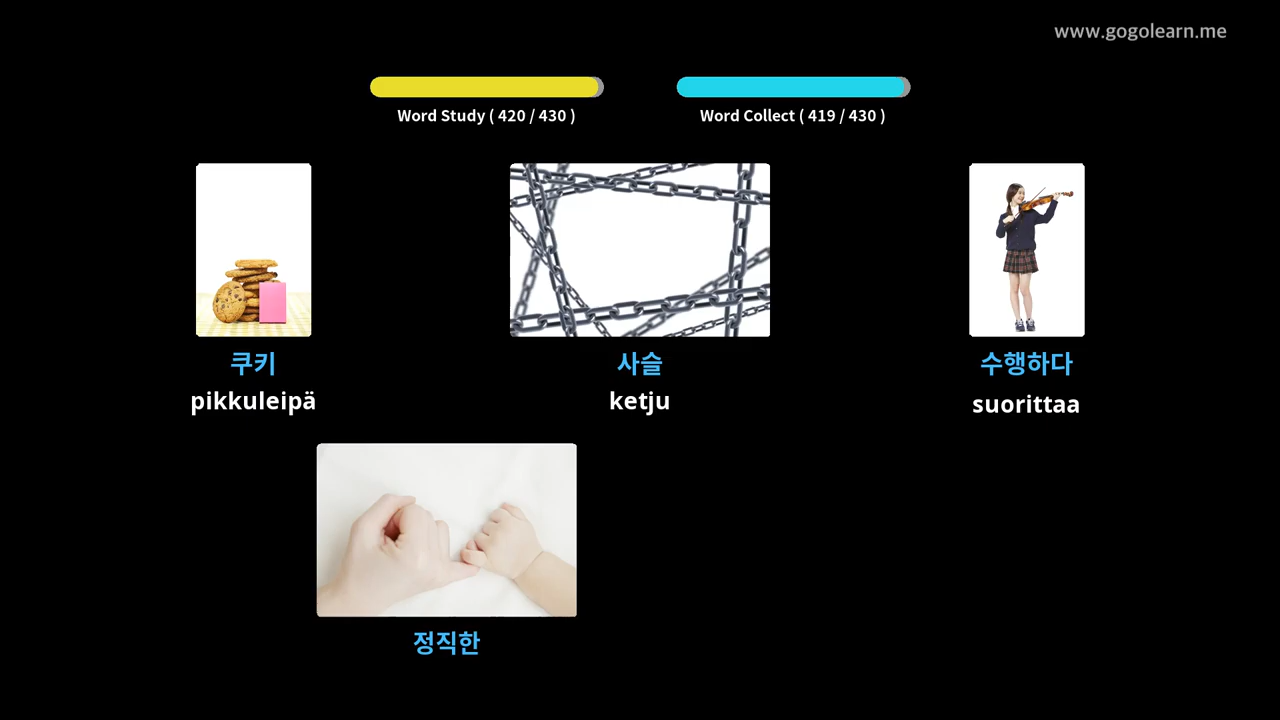 www.gogolearn.me
Word Study ( 420 / 430 )
Word Collect ( 419 / 430 )
쿠키
사슬
수행하다
pikkuleipä
ketju
suorittaa
정직한